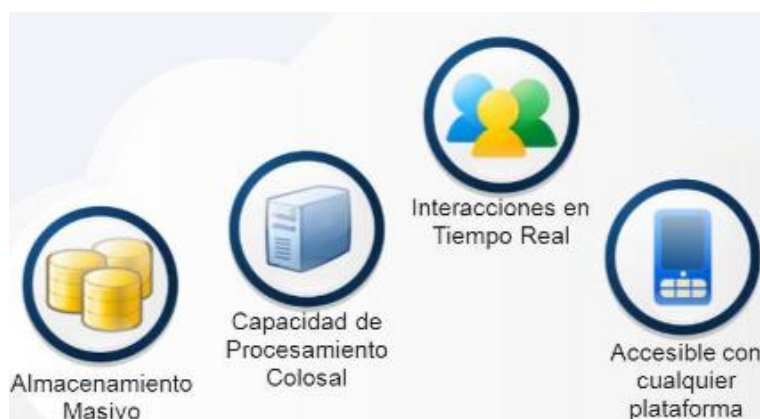 Almacenamiento
Masivo
Capacidad de
Procesamiento
Colosal
Interacciones en
Tiempo Real
Accesible con
cualquier
plataforma